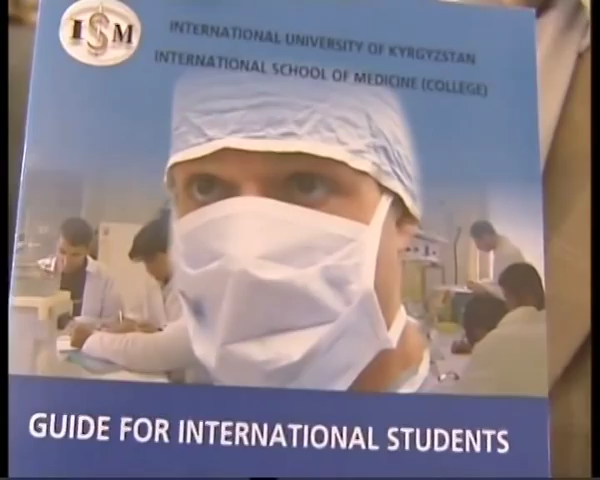 ISM
INTERNATIONAL UNIVERSITY OF KYRGYZSTAN
INTERNATIONAL SCHOOL OF MEDICINE (COLLEGE)
GUIDE FOR INTERNATIONAL STUDENTS